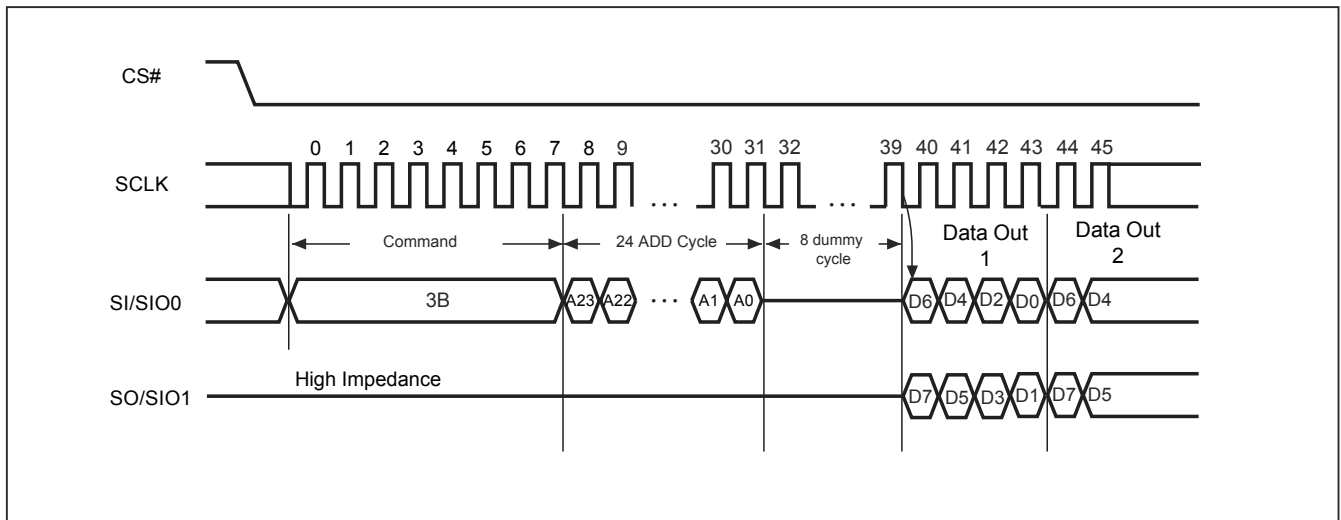 CS#
0 1 2 3 4 5 6 7 8 9 30 31 32 39 40 41 42 43 44 45
SCLK
... ...
Command 24 ADD Cycle 8 dummy cycle Data Out 1 Data Out 2
SI/SIO0 3B A23 A22 ... A1 A0 D6 D4 D2 D0 D6 D4
High Impedance
SO/SIO1 D7 D5 D3 D1 D7 D5